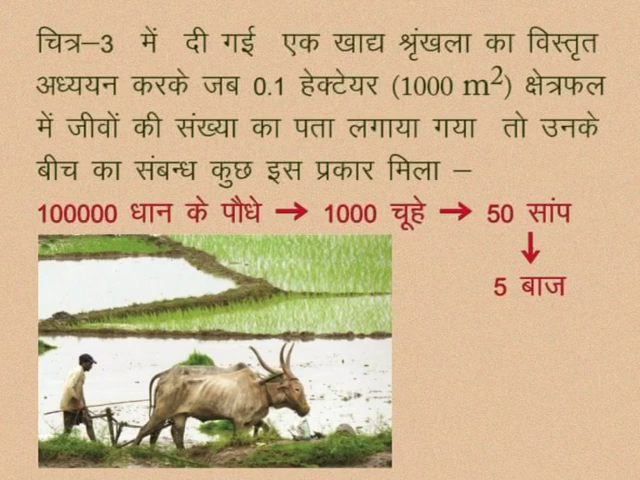 चित्र–3 में दी गई एक खाद्य श्रृंखला का विस्तृत
अध्ययन करके जब 0.1 हेक्टेयर (1000 m²) क्षेत्रफल
में जीवों की संख्या का पता लगाया गया तो उनके
बीच का संबन्ध कुछ इस प्रकार मिला –
100000 धान के पौधे → 1000 चूहे → 50 सांप
↓
5 बाज